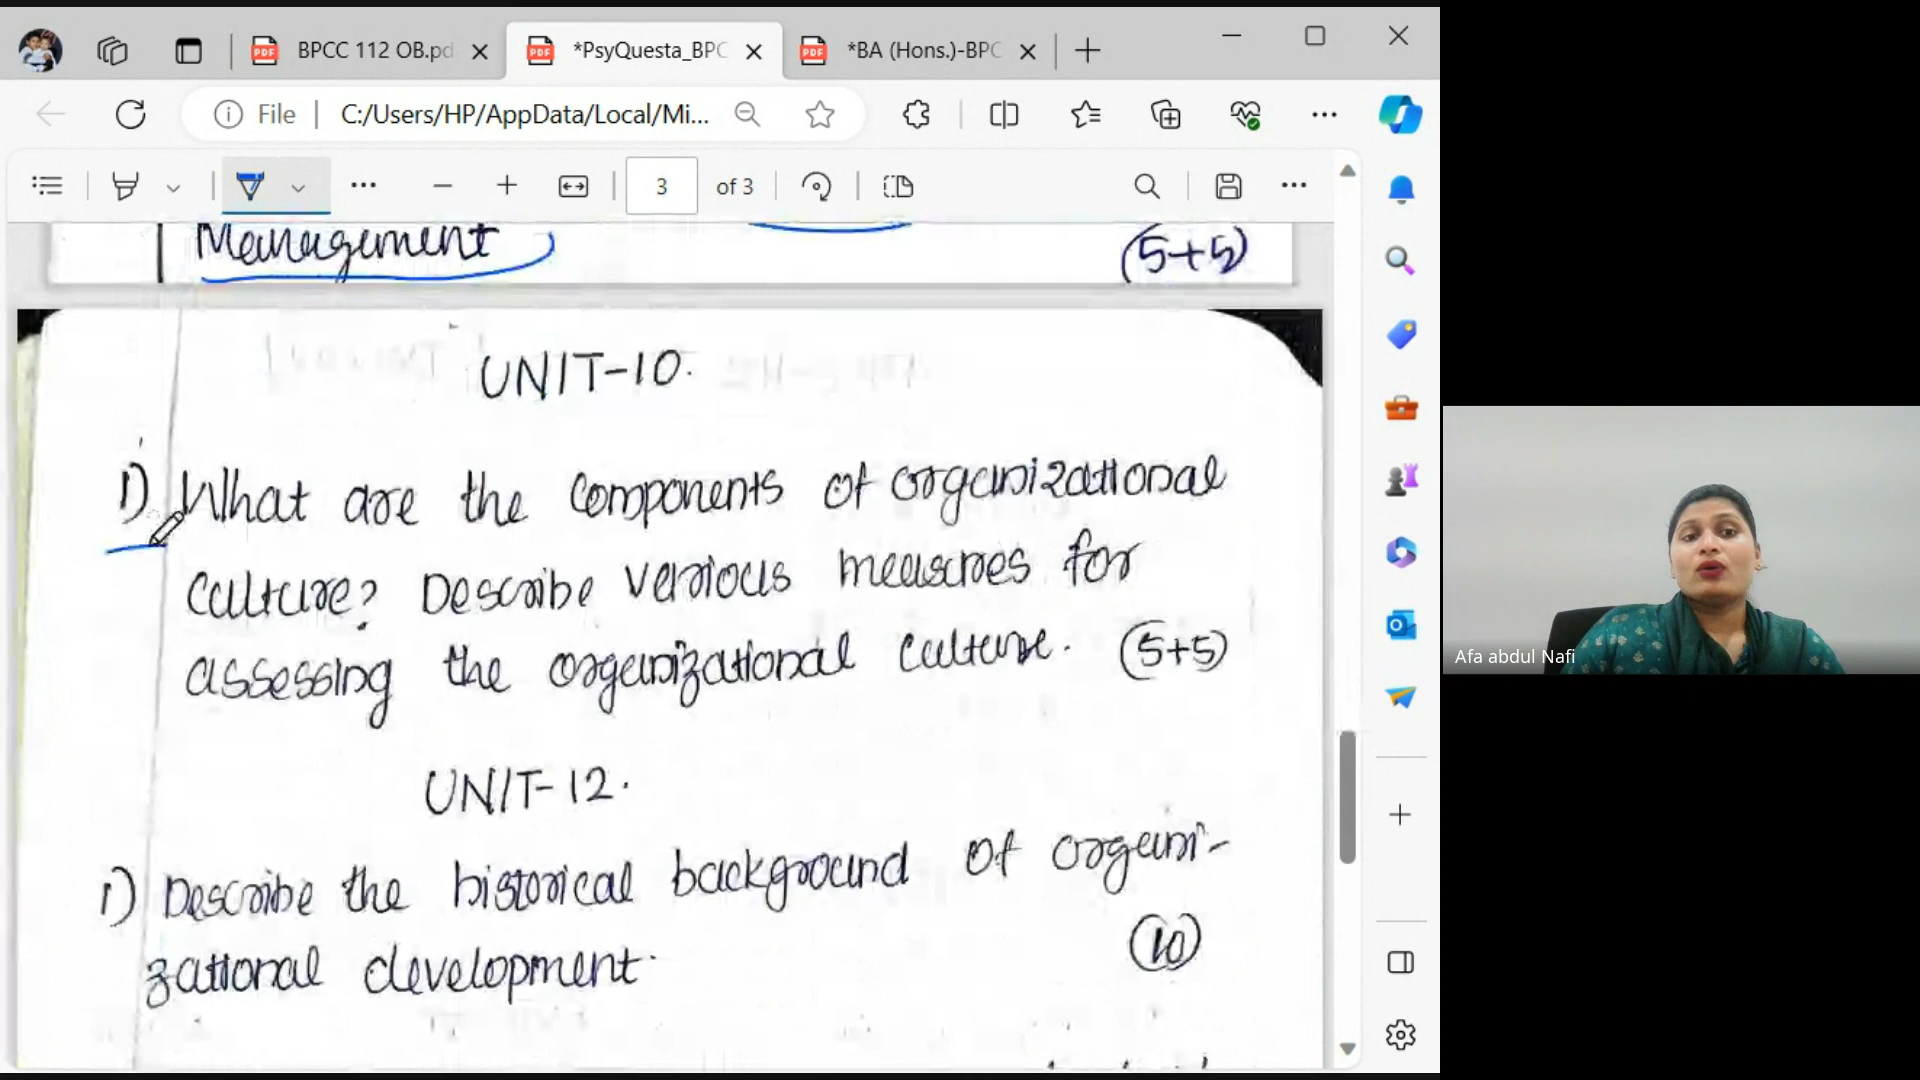 BPCC 112 OB.pd
*PsyQuesta_BPC
*BA (Hons.)-BPC
File
C:/Users/HP/AppData/Local/Mi...
3 of 3
Management
(5+5)
UNIT-10.
1) What are the components of organizational
culture? Describe various measures for
assessing the organizational culture. (5+5)
UNIT-12.
1) Describe the historical background of organi-
zational development.
(10)
Afa abdul Nafi